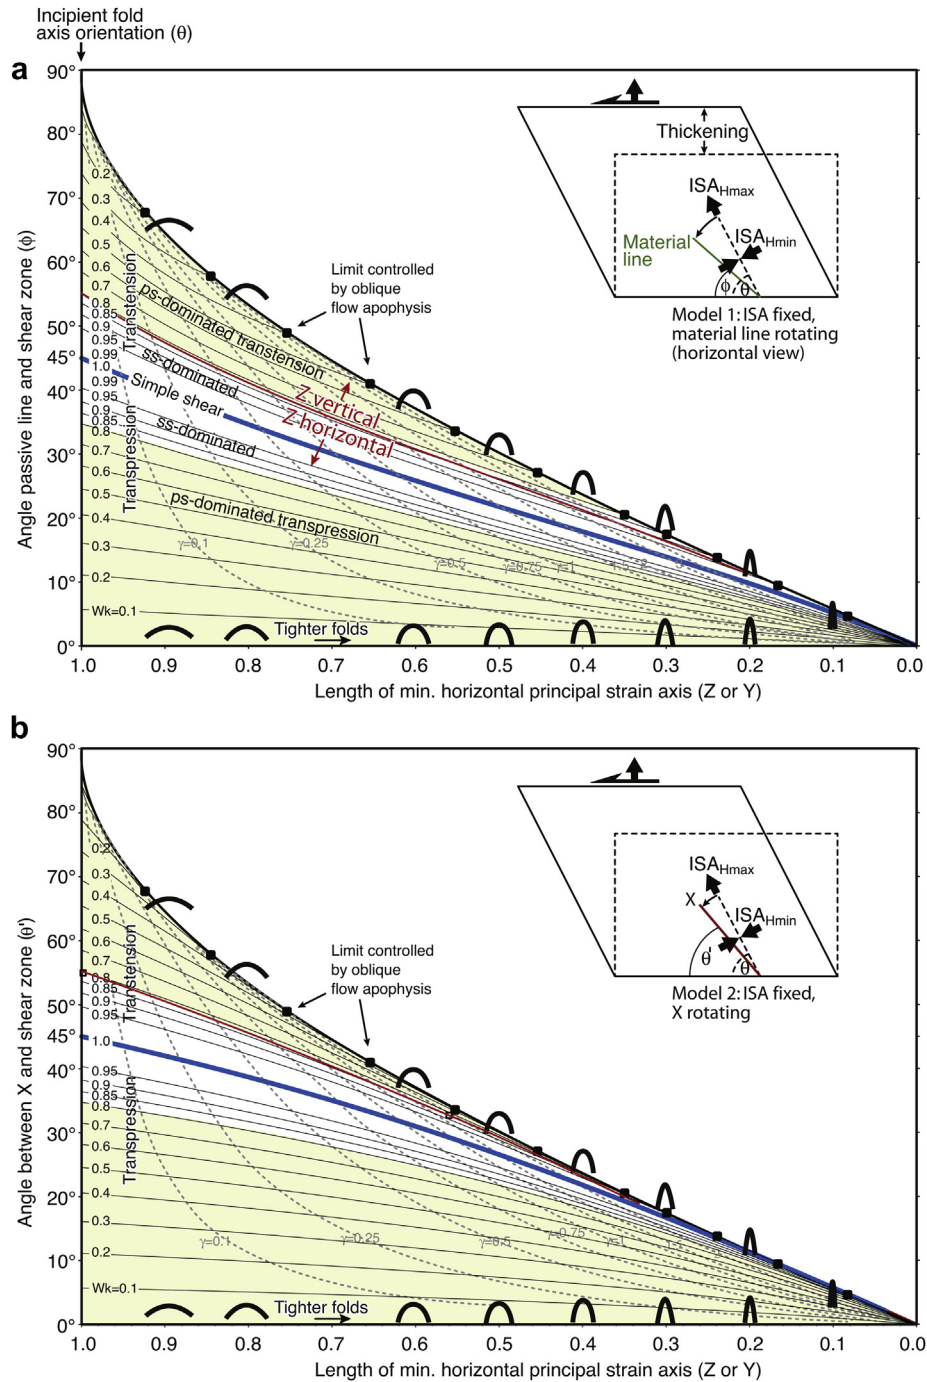 Incipient fold
axis orientation (θ)
a
90°
80°
70°
60°
50°
45°
40°
30°
20°
10°
0°
Angle passive line and shear zone (ϕ)
0.2
0.3
0.4
0.5
0.6
0.7
0.8
0.85
0.9
0.95
0.99
1.0
0.99
0.95
0.9
0.85
0.8
0.7
0.6
0.5
0.4
0.3
0.2
Wk=0.1
Transtension
Transpression
ps-dominated transtension
ss-dominated
Simple shear
ss-dominated
ps-dominated transpression
Z vertical
Z horizontal
Limit controlled
by oblique
flow apophysis
γ=0.1
γ=0.25
γ=0.5
γ=0.75
γ=1
Tighter folds
Thickening
ISAHmax
ISAHmin
Material
line
ϕ
θ
Model 1: ISA fixed,
material line rotating
(horizontal view)
1.0
0.9
0.8
0.7
0.6
0.5
0.4
0.3
0.2
0.1
0.0
Length of min. horizontal principal strain axis (Z or Y)
b
90°
80°
70°
60°
50°
45°
40°
30°
20°
10°
0°
Angle between X and shear zone (θ')
0.2
0.3
0.4
0.5
0.6
0.7
0.8
0.85
0.9
0.95
1.0
0.95
0.9
0.85
0.8
0.7
0.6
0.5
0.4
0.3
0.2
Wk=0.1
Transtension
Transpression
Limit controlled
by oblique
flow apophysis
γ=0.1
γ=0.25
γ=0.5
γ=0.75
γ=1
Tighter folds
ISAHmax
X
ISAHmin
θ'
θ
Model 2: ISA fixed,
X rotating
1.0
0.9
0.8
0.7
0.6
0.5
0.4
0.3
0.2
0.1
0.0
Length of min. horizontal principal strain axis (Z or Y)